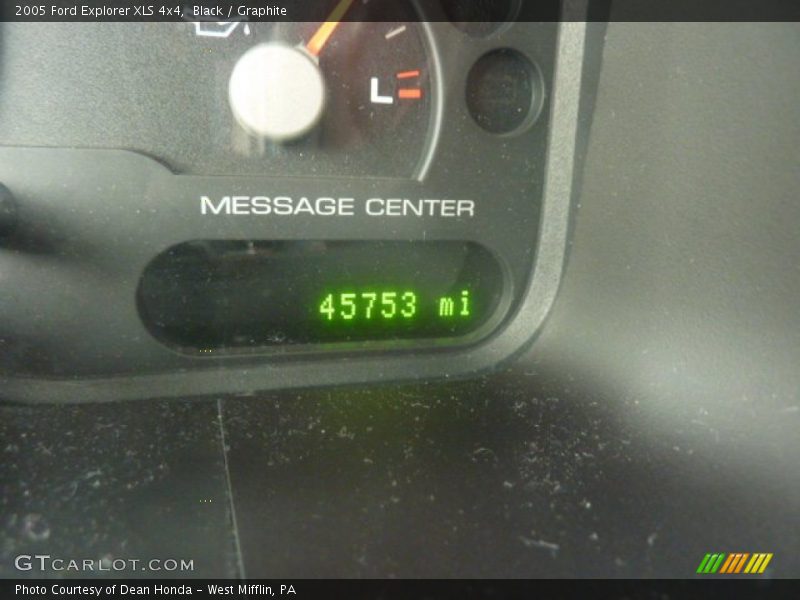 2005 Ford Explorer XLS 4x4, Black / Graphite
L
MESSAGE CENTER
45753 mi
GTCARLOT.COM
Photo Courtesy of Dean Honda - West Mifflin, PA